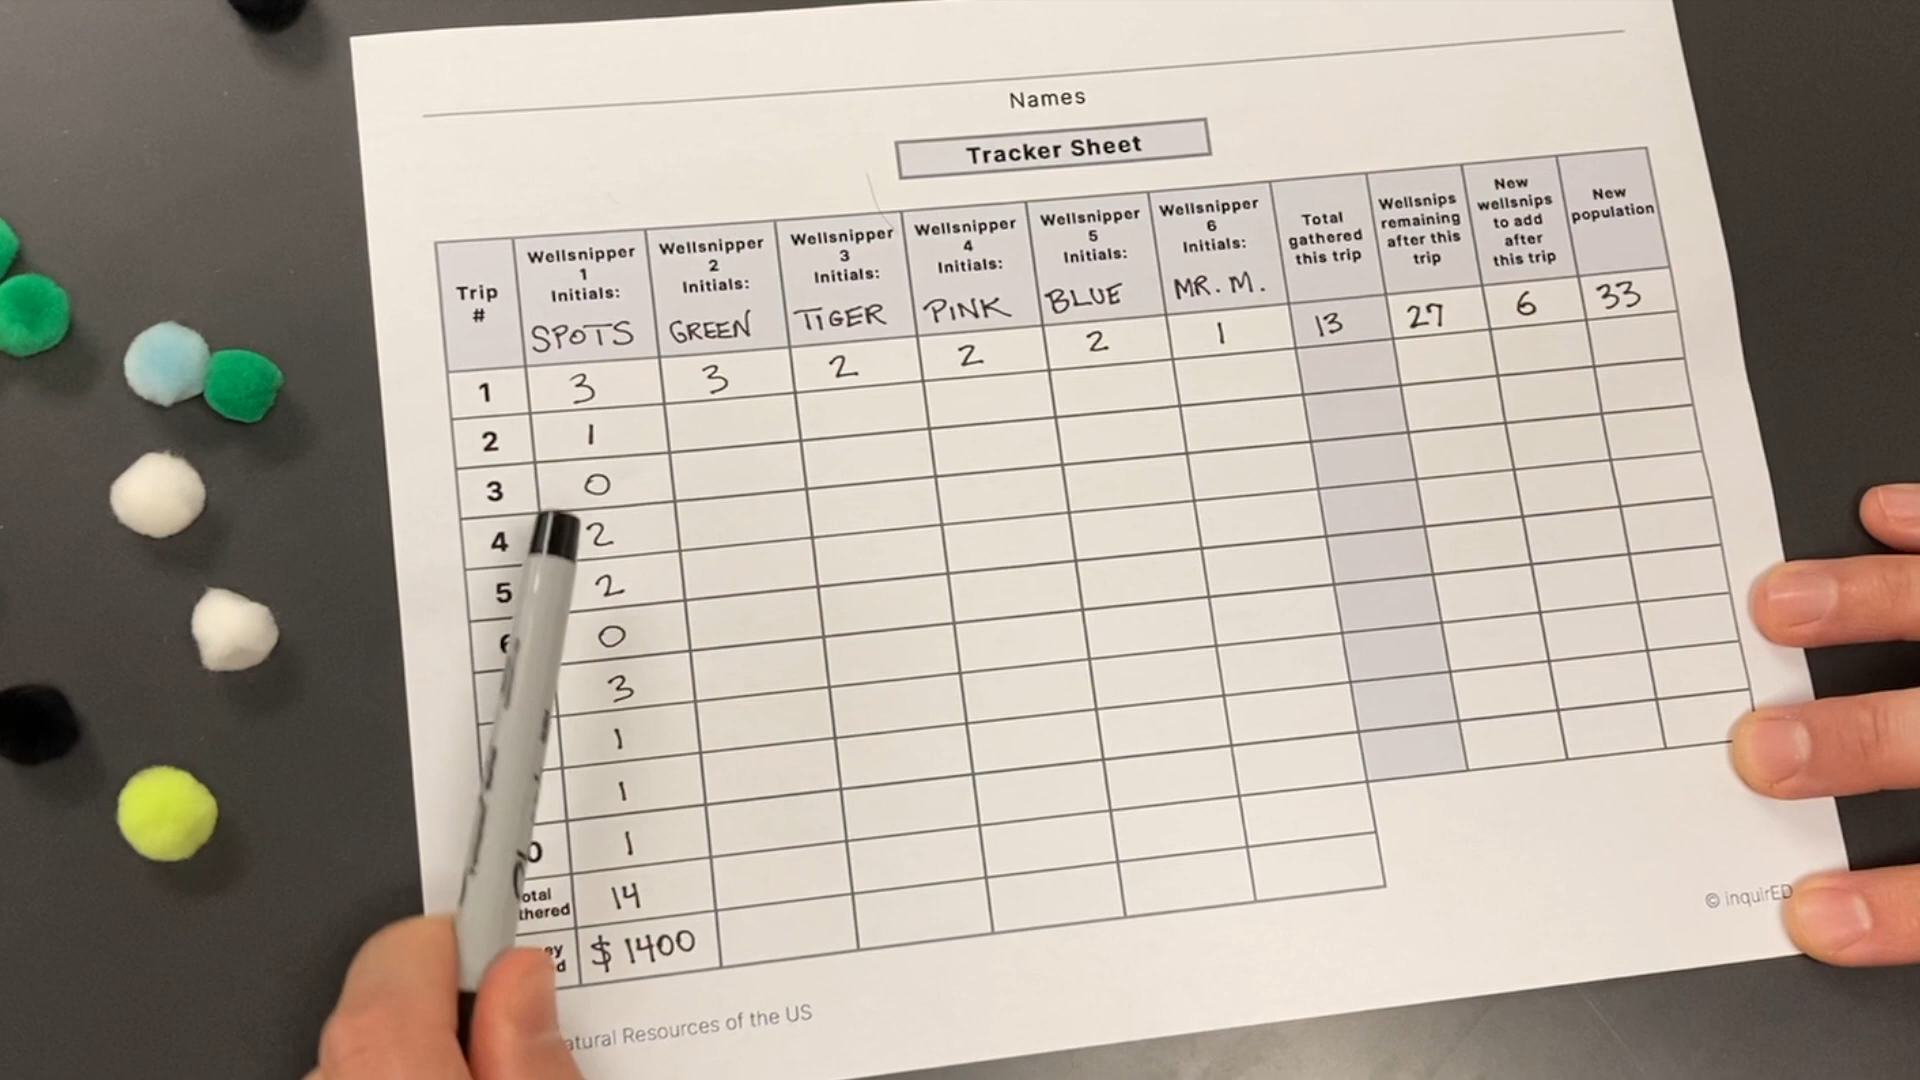 Names
Tracker Sheet
Trip # | Wellsnipper 1 Initials: SPOTS | Wellsnipper 2 Initials: GREEN | Wellsnipper 3 Initials: TIGER | Wellsnipper 4 Initials: PINK | Wellsnipper 5 Initials: BLUE | Wellsnipper 6 Initials: MR. M. | Total gathered this trip | Wellsnips remaining after this trip | New wellsnips to add after this trip | New population
1 | 3 | 3 | 2 | 2 | 2 | 1 | 13 | 27 | 6 | 33
2 | 1
3 | 0
4 | 2
5 | 2
0
3
1
1
1
14
$1400
© inquirED
Resources of the US